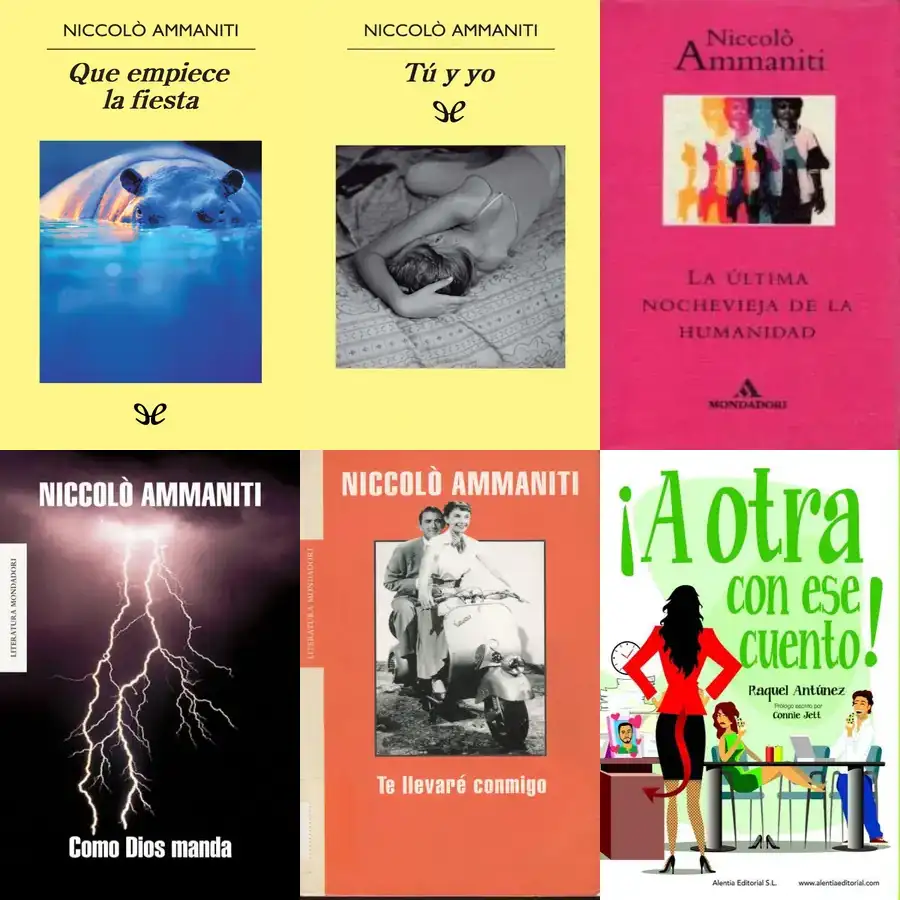 NICCOLÒ AMMANITI
Que empiece
la fiesta
NICCOLÒ AMMANITI
Tú y yo
Niccolò
Ammaniti
LA ÚLTIMA
NOCHEVIEJA DE LA
HUMANIDAD
MONDADORI
NICCOLÒ AMMANITI
LITERATURA MONDADORI
Como Dios manda
NICCOLÒ AMMANITI
LITERATURA MONDADORI
Te llevaré conmigo
¡A otra
con ese
cuento!
Raquel Antúnez
Prólogo escrito por
Connie Jett
Alentia Editorial S.L. www.alentiaeditorial.com